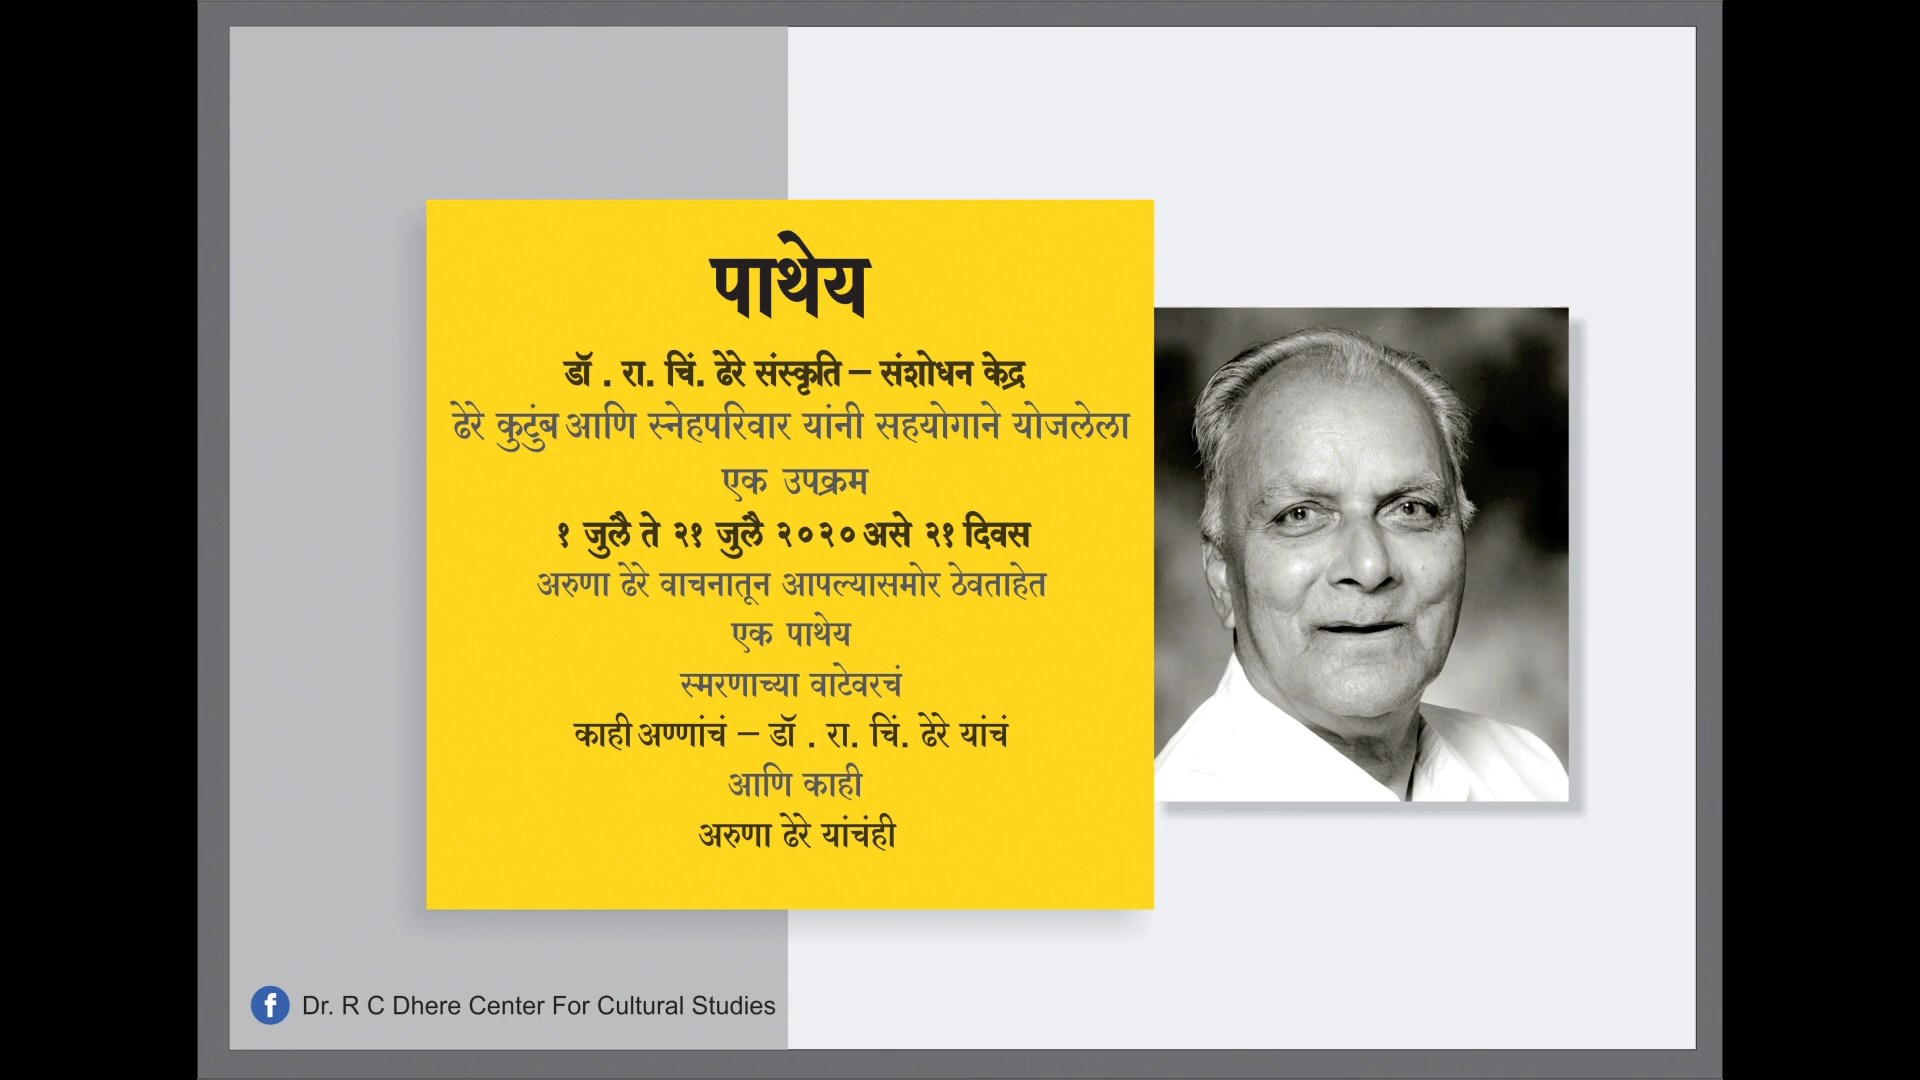 पाथेय
डॉ . रा. चिं. ढेरे संस्कृति – संशोधन केद्र
ढेरे कुटुंब आणि स्नेहपरिवार यांनी सहयोगाने योजलेला
एक उपक्रम
१ जुलै ते २१ जुलै २०२० असे २१ दिवस
अरुणा ढेरे वाचनातून आपल्यासमोर ठेवताहेत
एक पाथेय
स्मरणाच्या वाटेवरचं
काही अण्णांचं – डॉ . रा. चिं. ढेरे यांचं
आणि काही
अरुणा ढेरे यांचंही
f Dr. R C Dhere Center For Cultural Studies